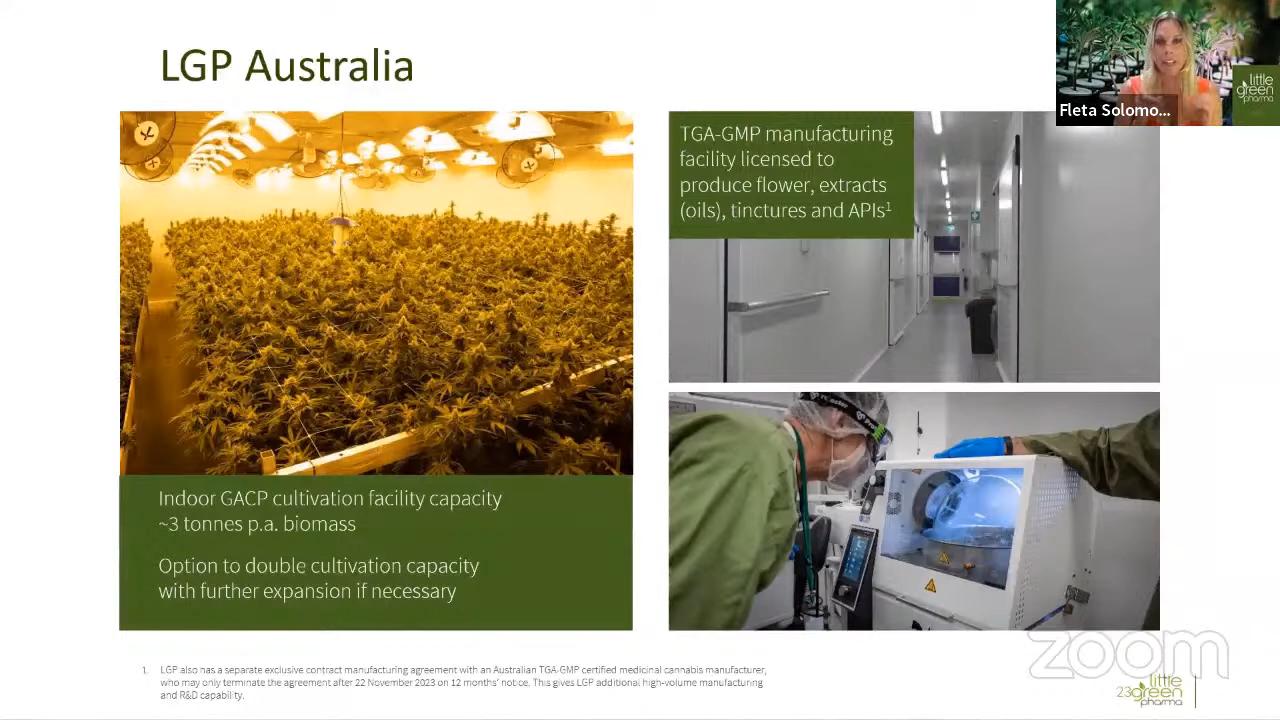 LGP Australia
little
green
pharma
Fleta Solomo...
TGA-GMP manufacturing
facility licensed to
produce flower, extracts
(oils), tinctures and APIs¹
Indoor GACP cultivation facility capacity
~3 tonnes p.a. biomass
Option to double cultivation capacity
with further expansion if necessary
1. LGP also has a separate exclusive contract manufacturing agreement with an Australian TGA-GMP certified medicinal cannabis manufacturer,
who may only terminate the agreement after 22 November 2023 on 12 months' notice. This gives LGP additional high-volume manufacturing
and R&D capability.
zoom
23
little
green
pharma